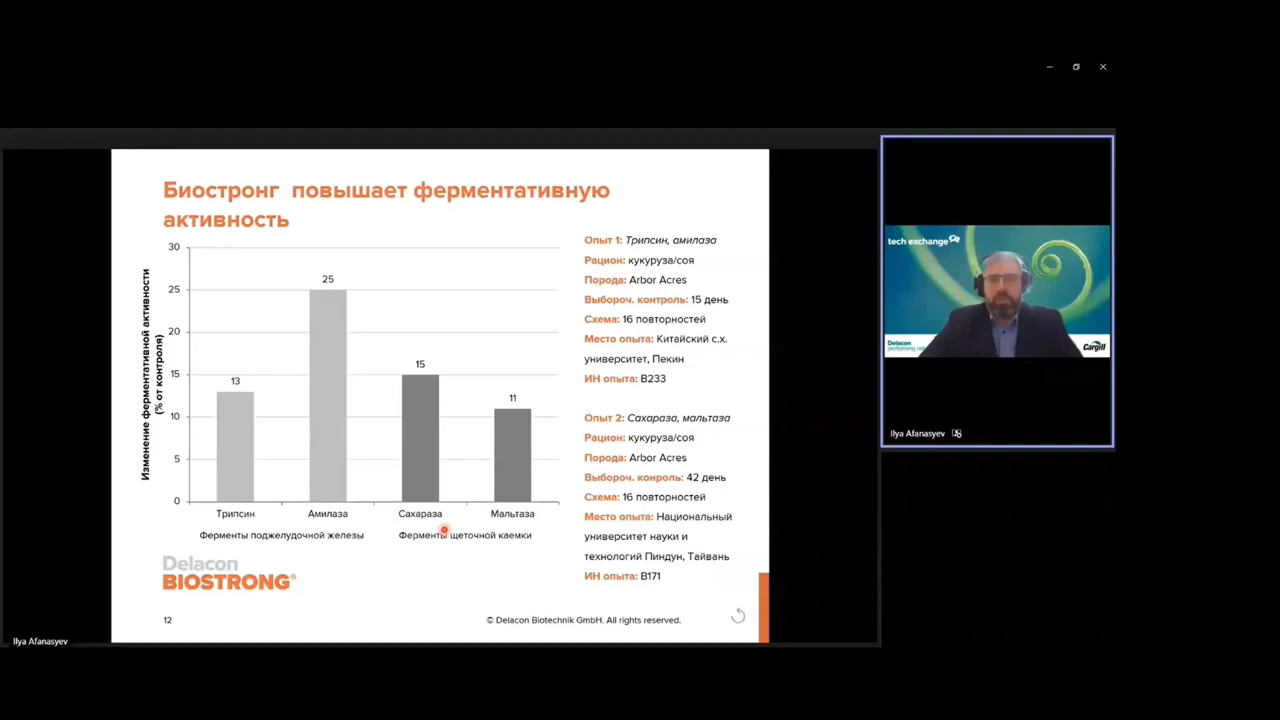 Биостронг повышает ферментативную
активность
Изменение ферментативной активности
(% от контроля)
30
25
20
15
10
5
0
13
25
15
11
Трипсин
Амилаза
Сахараза
Мальтаза
Ферменты поджелудочной железы
Ферменты щеточной каемки
Опыт 1: Трипсин, амилаза
Рацион: кукуруза/соя
Порода: Arbor Acres
Выбороч. контроль: 15 день
Схема: 16 повторностей
Место опыта: Китайский с.х.
университет, Пекин
ИН опыта: B233
Опыт 2: Сахараза, мальтаза
Рацион: кукуруза/соя
Порода: Arbor Acres
Выбороч. конроль: 42 день
Схема: 16 повторностей
Место опыта: Национальный
университет науки и
технологий Пиндун, Тайвань
ИН опыта: B171
Delacon
BIOSTRONG®
12
© Delacon Biotechnik GmbH. All rights reserved.
Ilya Afanasyev
tech exchange
Delacon
performing
Cargill
Ilya Afanasyev